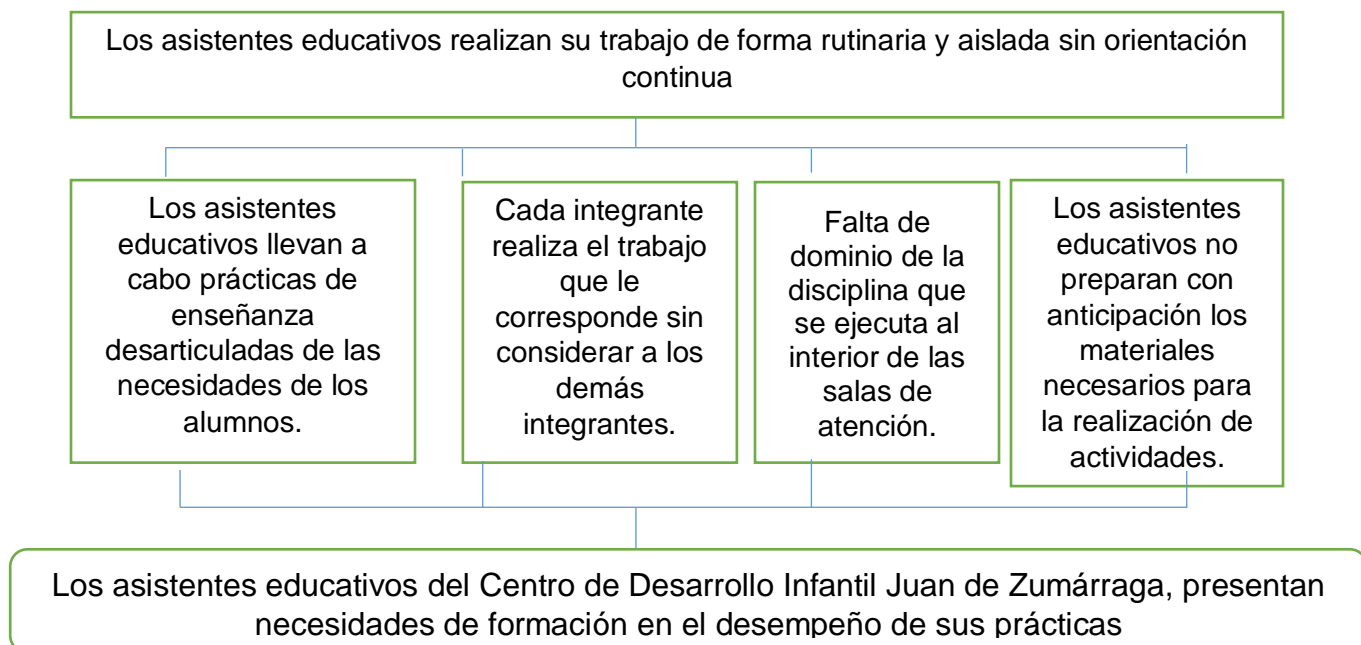 Los asistentes educativos realizan su trabajo de forma rutinaria y aislada sin orientación
continua
Los asistentes
educativos llevan a
cabo prácticas de
enseñanza
desarticuladas de las
necesidades de los
alumnos.
Cada integrante
realiza el trabajo
que le
corresponde sin
considerar a los
demás
integrantes.
Falta de
dominio de la
disciplina que
se ejecuta al
interior de las
salas de
atención.
Los asistentes
educativos no
preparan con
anticipación los
materiales
necesarios para
la realización de
actividades.
Los asistentes educativos del Centro de Desarrollo Infantil Juan de Zumárraga, presentan
necesidades de formación en el desempeño de sus prácticas